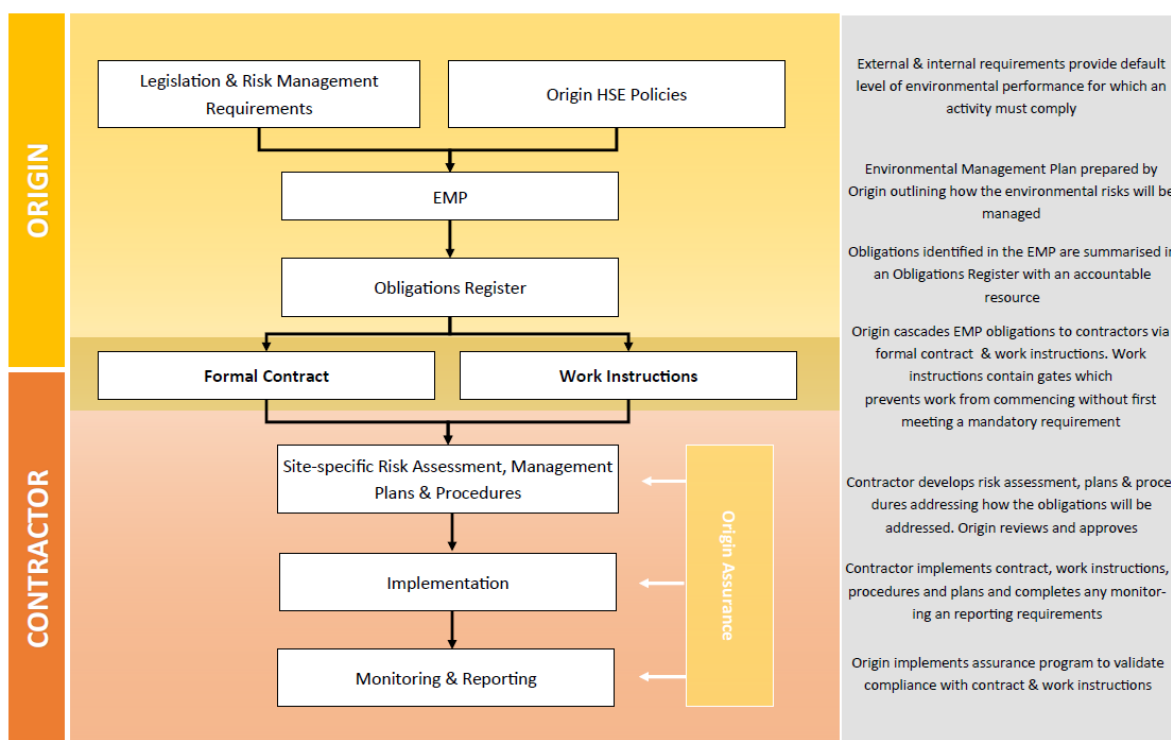 ORIGIN
Legislation & Risk Management
Requirements
Origin HSE Policies
External & internal requirements provide default
level of environmental performance for which an
activity must comply
EMP
Environmental Management Plan prepared by
Origin outlining how the environmental risks will be
managed
Obligations Register
Obligations identified in the EMP are summarised in
an Obligations Register with an accountable
resource
Formal Contract
Work Instructions
Origin cascades EMP obligations to contractors via
formal contract & work instructions. Work
instructions contain gates which
prevents work from commencing without first
meeting a mandatory requirement
CONTRACTOR
Site-specific Risk Assessment, Management
Plans & Procedures
Origin Assurance
Contractor develops risk assessment, plans & proce
dures addressing how the obligations will be
addressed. Origin reviews and approves
Implementation
Contractor implements contract, work instructions,
procedures and plans and completes any monitor-
ing an reporting requirements
Monitoring & Reporting
Origin implements assurance program to validate
compliance with contract & work instructions